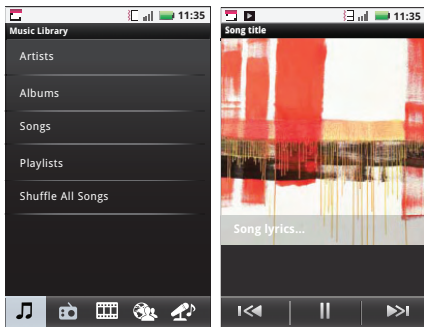 11:35
Music Library
Artists
Albums
Songs
Playlists
Shuffle All Songs
11:35
Song title
Song lyrics...